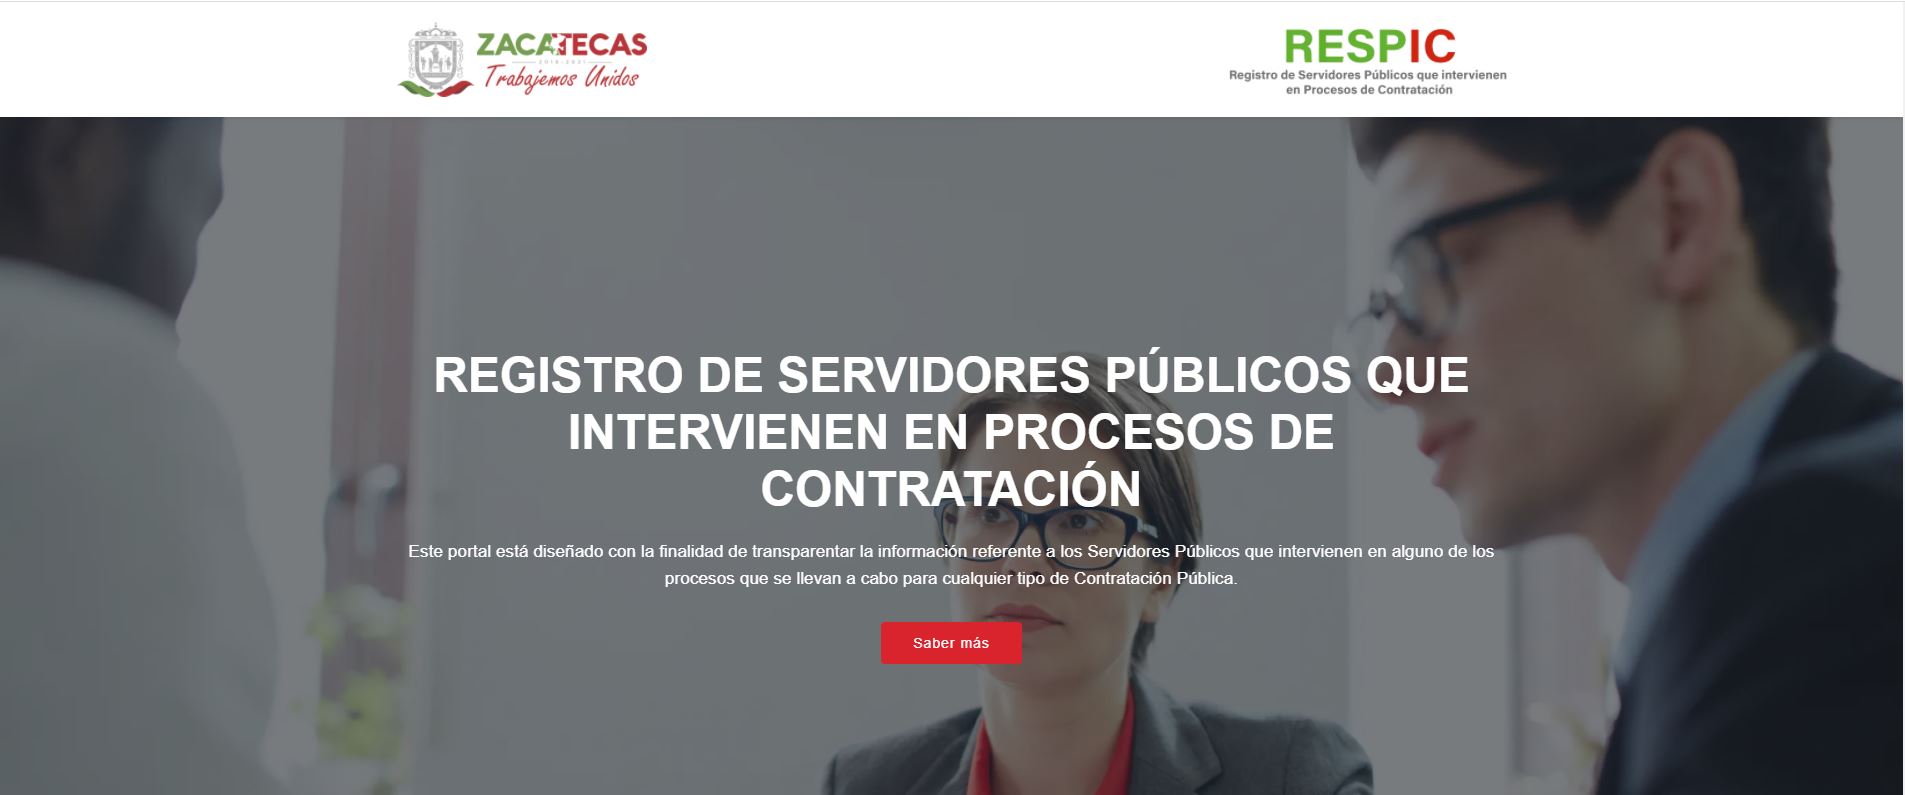 ZACATECAS
2016-2021
Trabajemos Unidos
RESPIC
Registro de Servidores Públicos que intervienen
en Procesos de Contratación
REGISTRO DE SERVIDORES PÚBLICOS QUE
INTERVIENEN EN PROCESOS DE
CONTRATACIÓN
Este portal está diseñado con la finalidad de transparentar la información referente a los Servidores Públicos que intervienen en alguno de los
procesos que se llevan a cabo para cualquier tipo de Contratación Pública.
Saber más